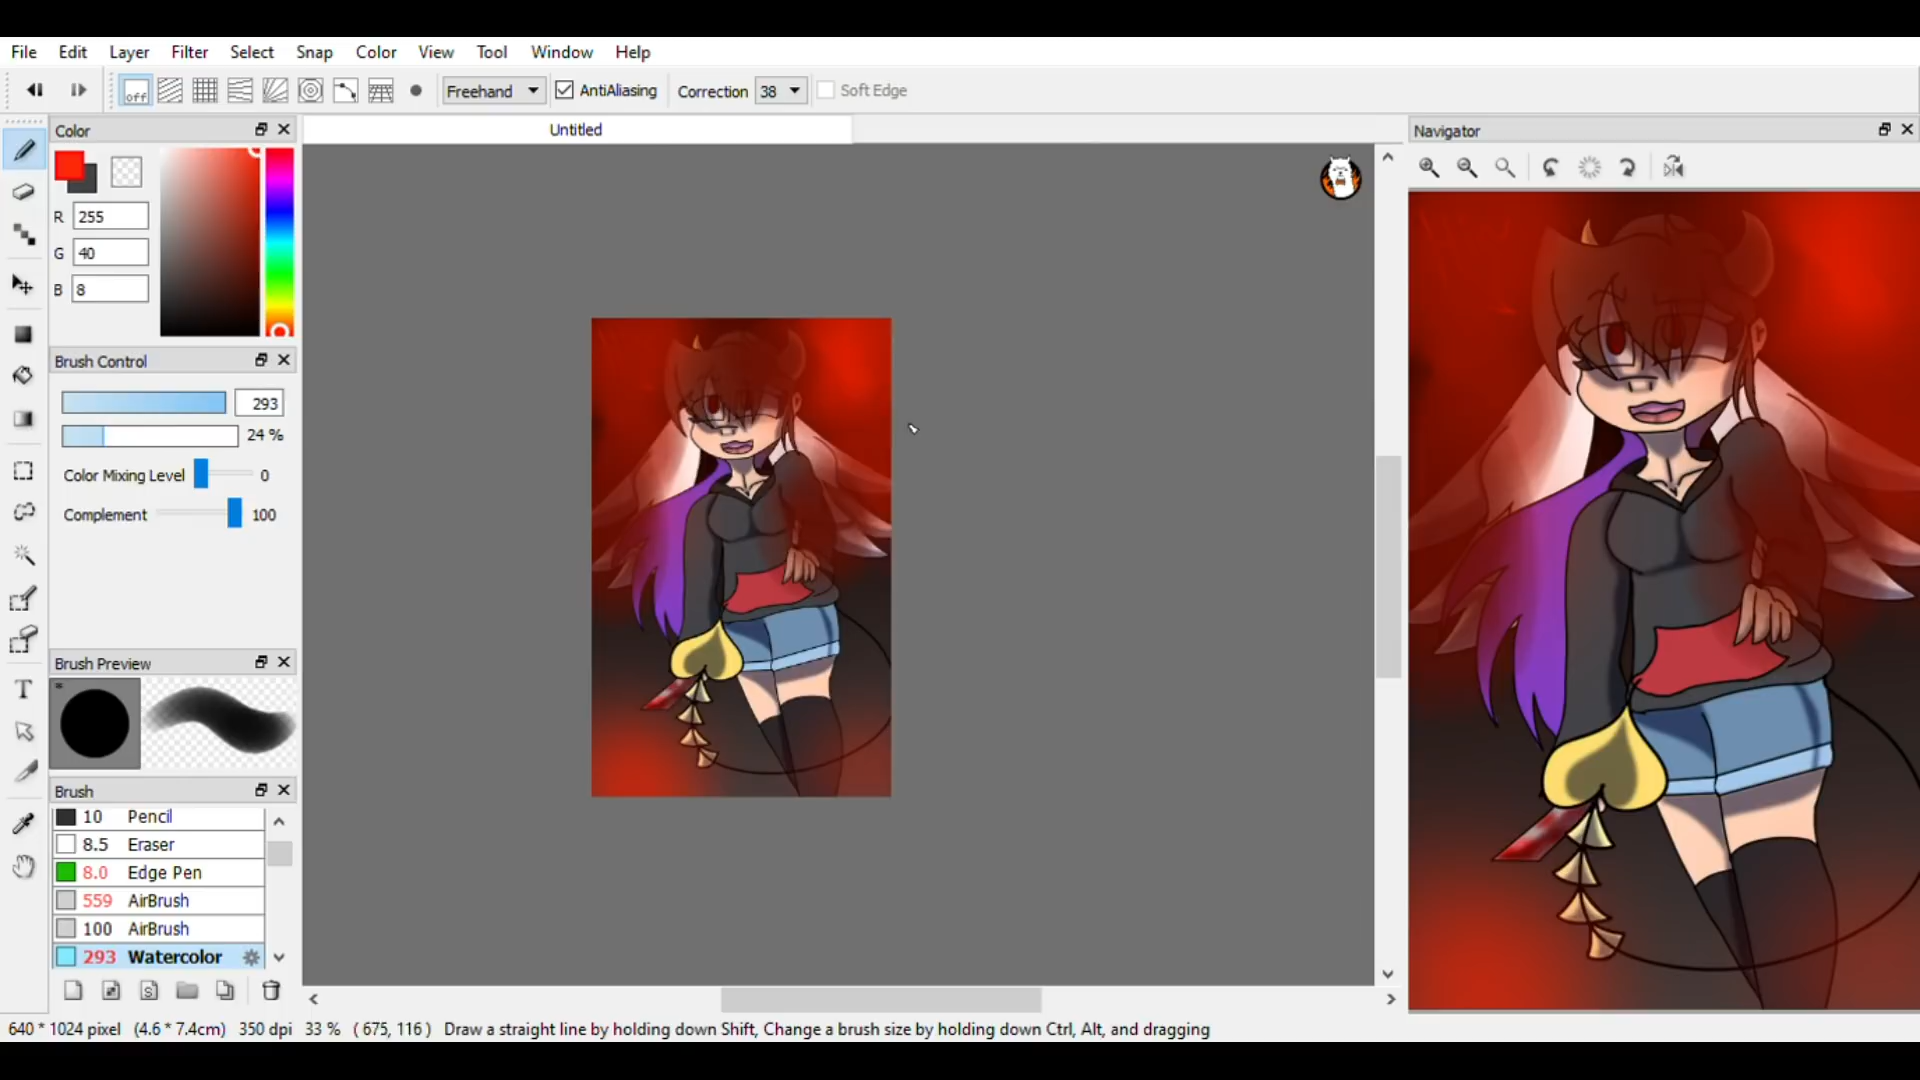 File Edit Layer Filter Select Snap Color View Tool Window Help
off Freehand AntiAliasing Correction 38 Soft Edge
Color
Untitled
Navigator
R 255
G 40
B 8
Brush Control
293
24 %
Color Mixing Level 0
Complement 100
Brush Preview
*
Brush
10 Pencil
8.5 Eraser
8.0 Edge Pen
559 AirBrush
100 AirBrush
293 Watercolor
S
T
640 * 1024 pixel (4.6 * 7.4cm) 350 dpi 33 % ( 675, 116 ) Draw a straight line by holding down Shift, Change a brush size by holding down Ctrl, Alt, and dragging